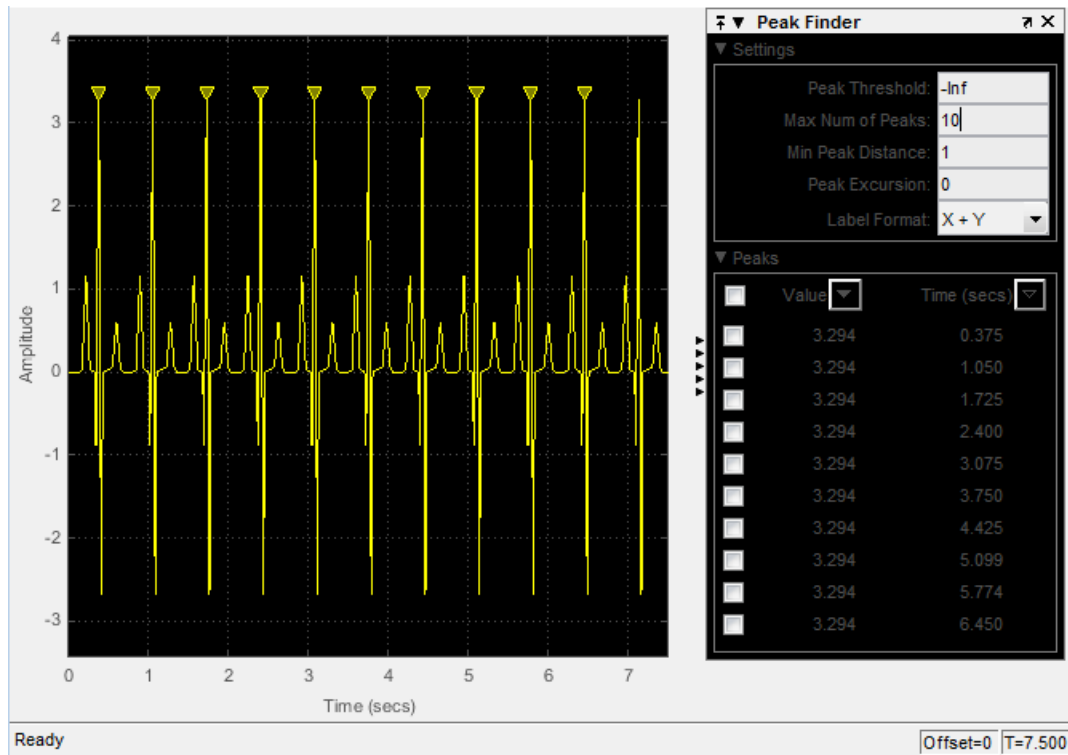 Peak Finder
Settings
Peak Threshold: -Inf
Max Num of Peaks: 10
Min Peak Distance: 1
Peak Excursion: 0
Label Format: X + Y
Peaks
Value Time (secs)
3.294 0.375
3.294 1.050
3.294 1.725
3.294 2.400
3.294 3.075
3.294 3.750
3.294 4.425
3.294 5.099
3.294 5.774
3.294 6.450
4
3
2
1
0
-1
-2
-3
Amplitude
0 1 2 3 4 5 6 7
Time (secs)
Ready Offset=0 T=7.500